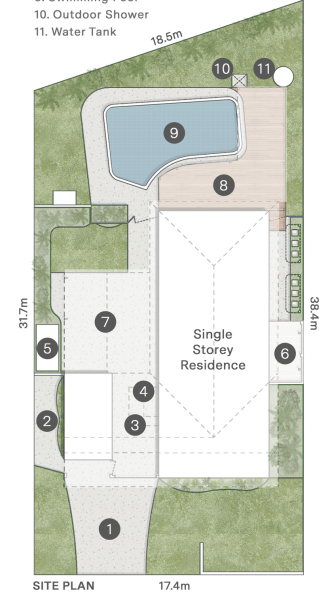 10. Outdoor Shower
11. Water Tank
18.5m
10
11
9
8
31.7m
38.4m
7
Single
Storey
Residence
5
6
4
2
3
1
SITE PLAN
17.4m